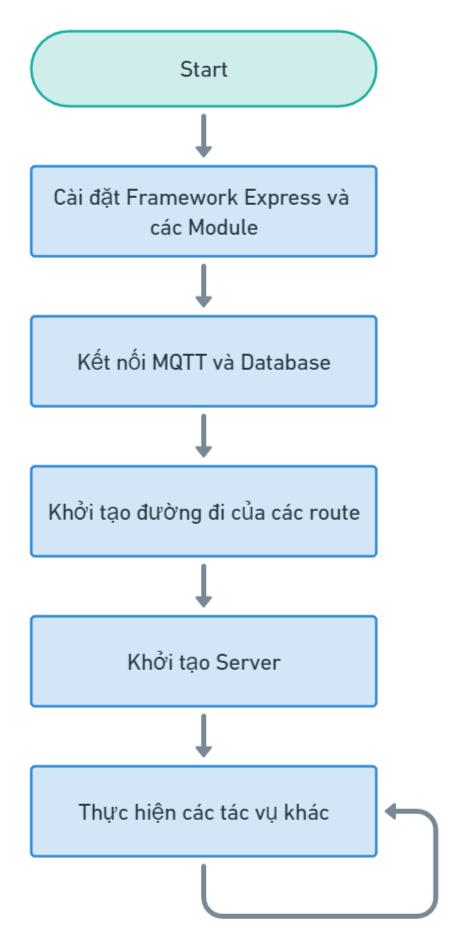 Start
Cài đặt Framework Express và
các Module
Kết nối MQTT và Database
Khởi tạo đường đi của các route
Khởi tạo Server
Thực hiện các tác vụ khác